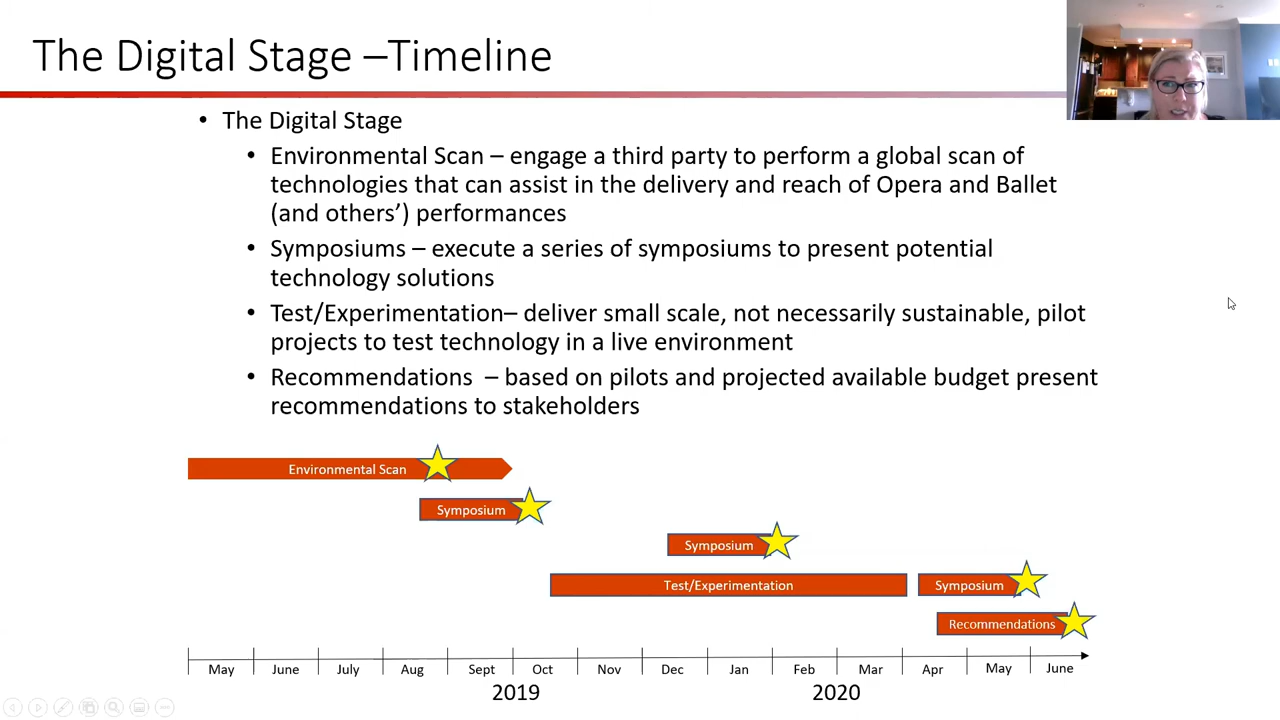 The Digital Stage –Timeline
• The Digital Stage
• Environmental Scan – engage a third party to perform a global scan of
technologies that can assist in the delivery and reach of Opera and Ballet
(and others’) performances
• Symposiums – execute a series of symposiums to present potential
technology solutions
• Test/Experimentation– deliver small scale, not necessarily sustainable, pilot
projects to test technology in a live environment
• Recommendations – based on pilots and projected available budget present
recommendations to stakeholders
Environmental Scan
Symposium
Symposium
Test/Experimentation
Symposium
Recommendations
May June July Aug Sept Oct Nov Dec Jan Feb Mar Apr May June
2019 2020